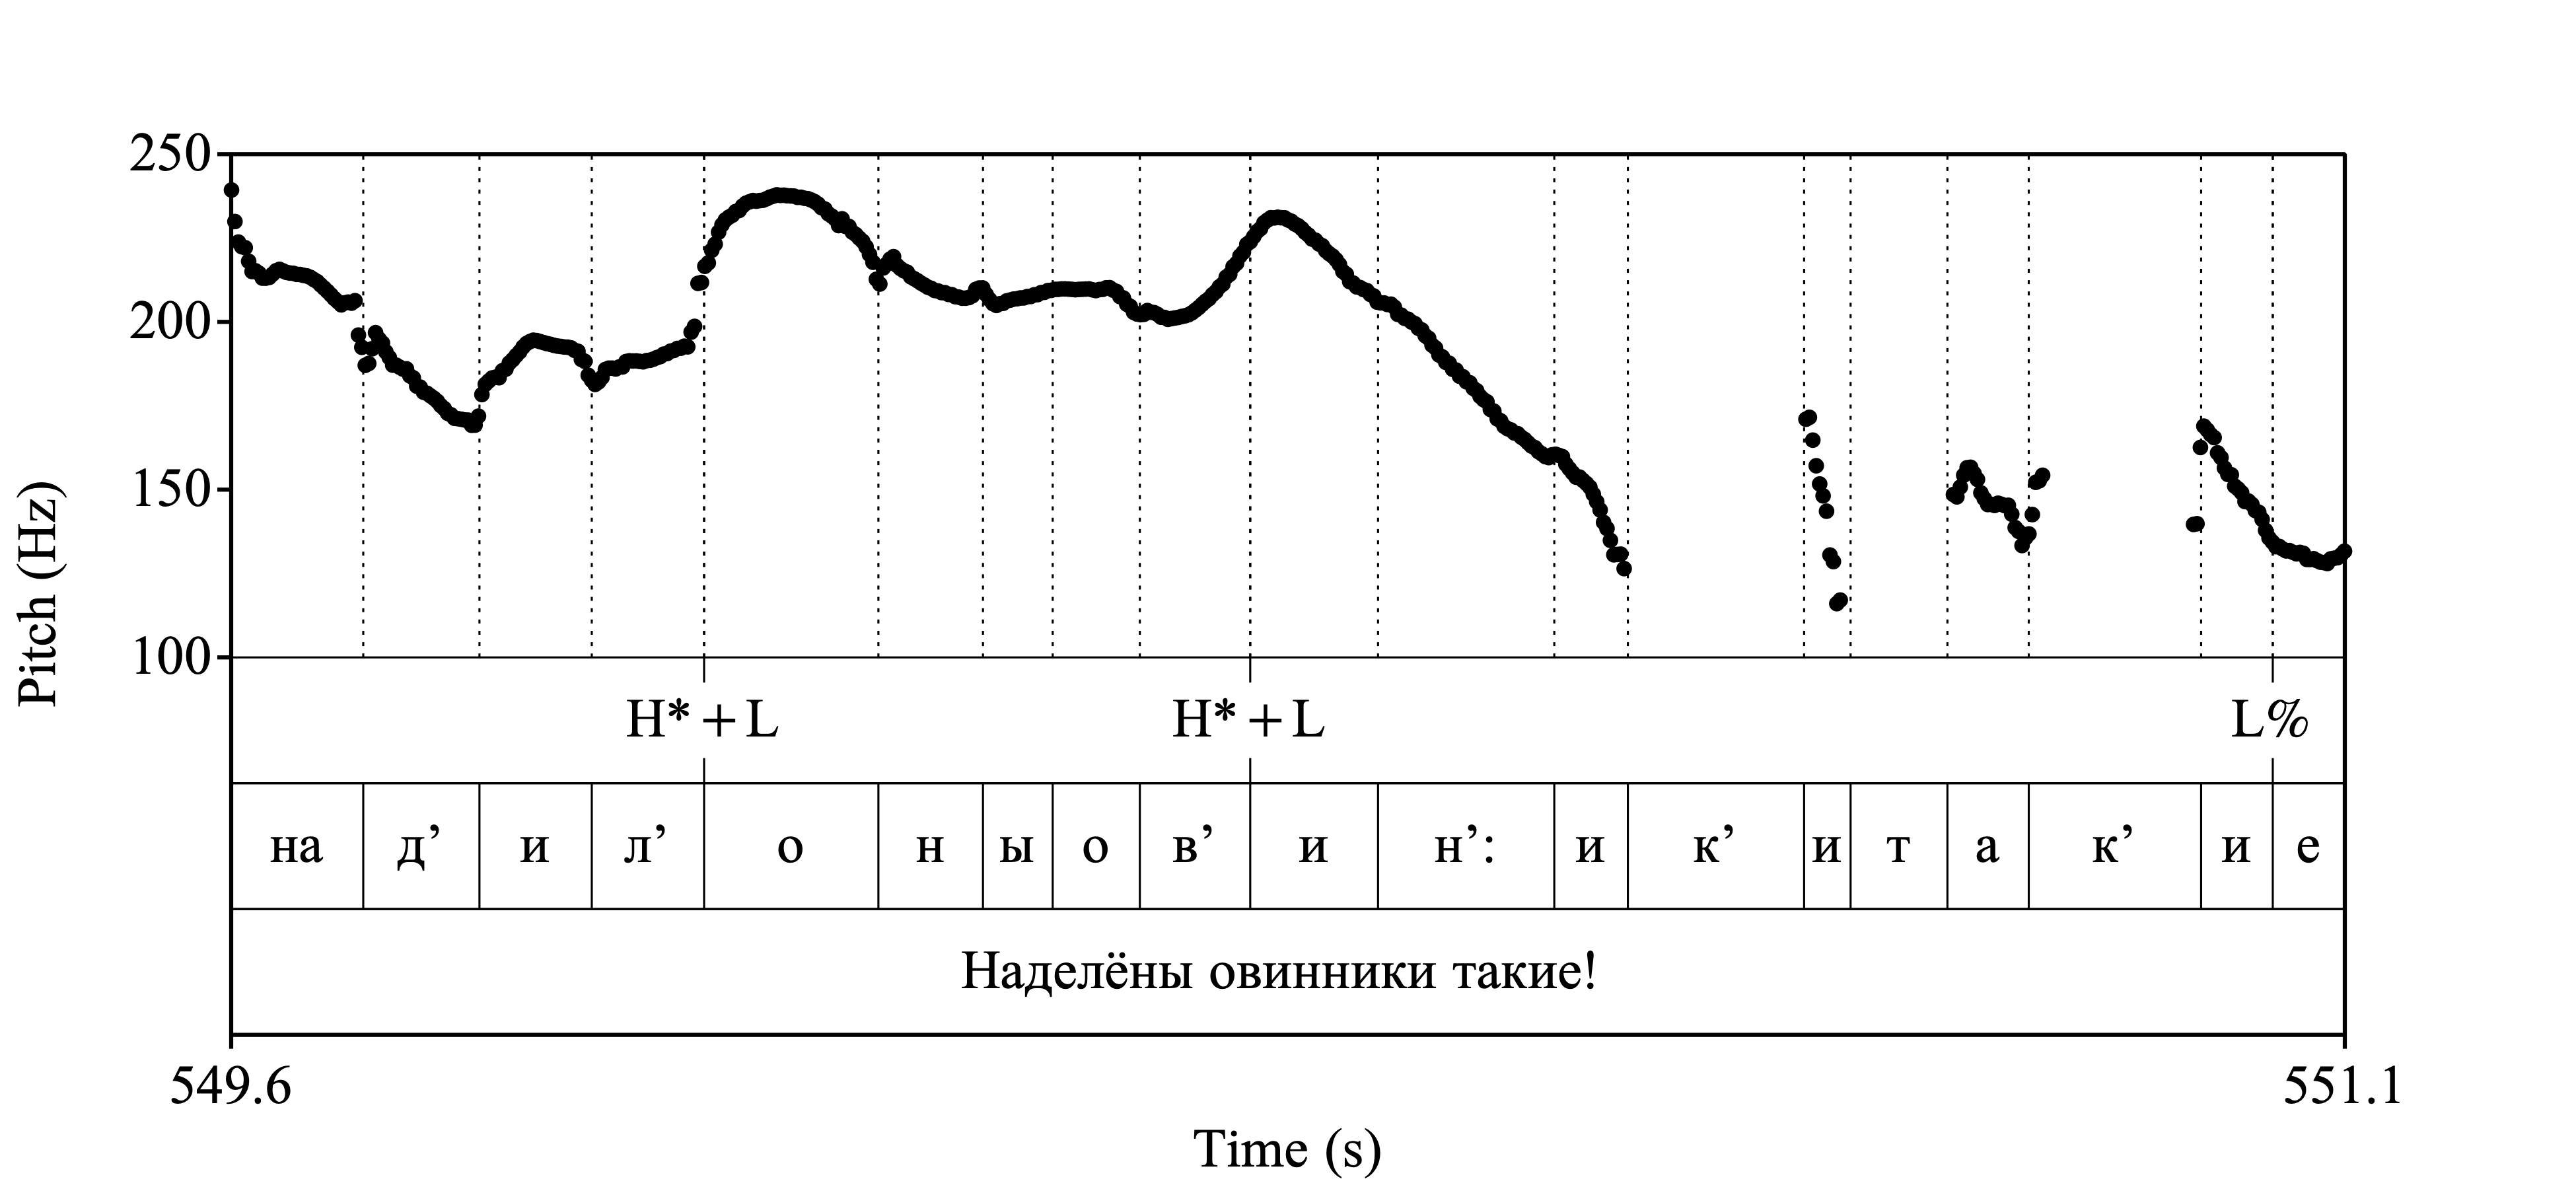 250
200
150
100
Pitch (Hz)
H* + L H* + L L%
на д’ и л’ о н ы о в’ и н’: и к’ и т а к’ и е
Наделёны овинники такие!
549.6 551.1
Time (s)